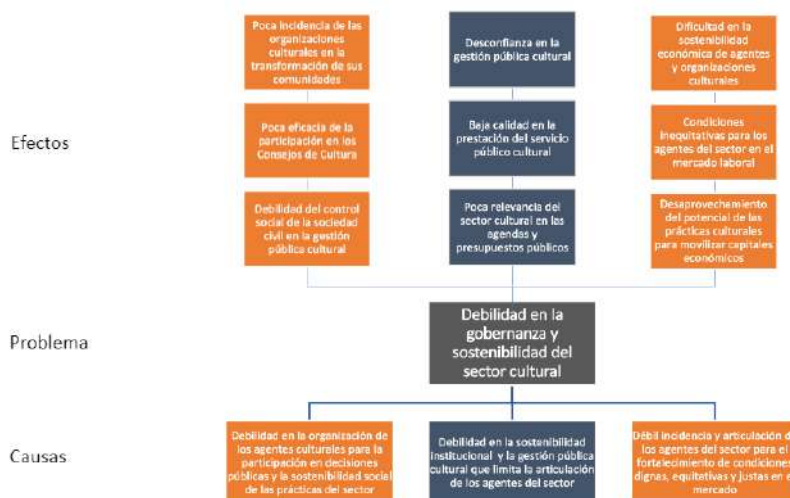 Poca incidencia de las
organizaciones
culturales en la
transformación de sus
comunidades
Desconfianza en la
gestión pública cultural
Dificultad en la
sostenibilidad
económica de agentes
y organizaciones
culturales
Efectos
Poca eficacia de la
participación en los
Consejos de Cultura
Baja calidad en la
prestación del servicio
público cultural
Condiciones
inequitativas para los
agentes del sector en el
mercado laboral
Debilidad del control
social de la sociedad
civil en la gestión
pública cultural
Poca relevancia del
sector cultural en las
agendas y
presupuestos públicos
Desaprovechamiento
del potencial de las
prácticas culturales
para movilizar capitales
económicos
Problema
Debilidad en la
gobernanza y
sostenibilidad del
sector cultural
Causas
Debilidad en la organización de
los agentes culturales para la
participación en decisiones
públicas y la sostenibilidad social
de las prácticas del sector
Debilidad en la sostenibilidad
institucional y la gestión pública
cultural que limita la articulación
de los agentes del sector
Débil incidencia y articulación de
los agentes del sector para el
fortalecimiento de condiciones
dignas, equitativas y justas en el
mercado